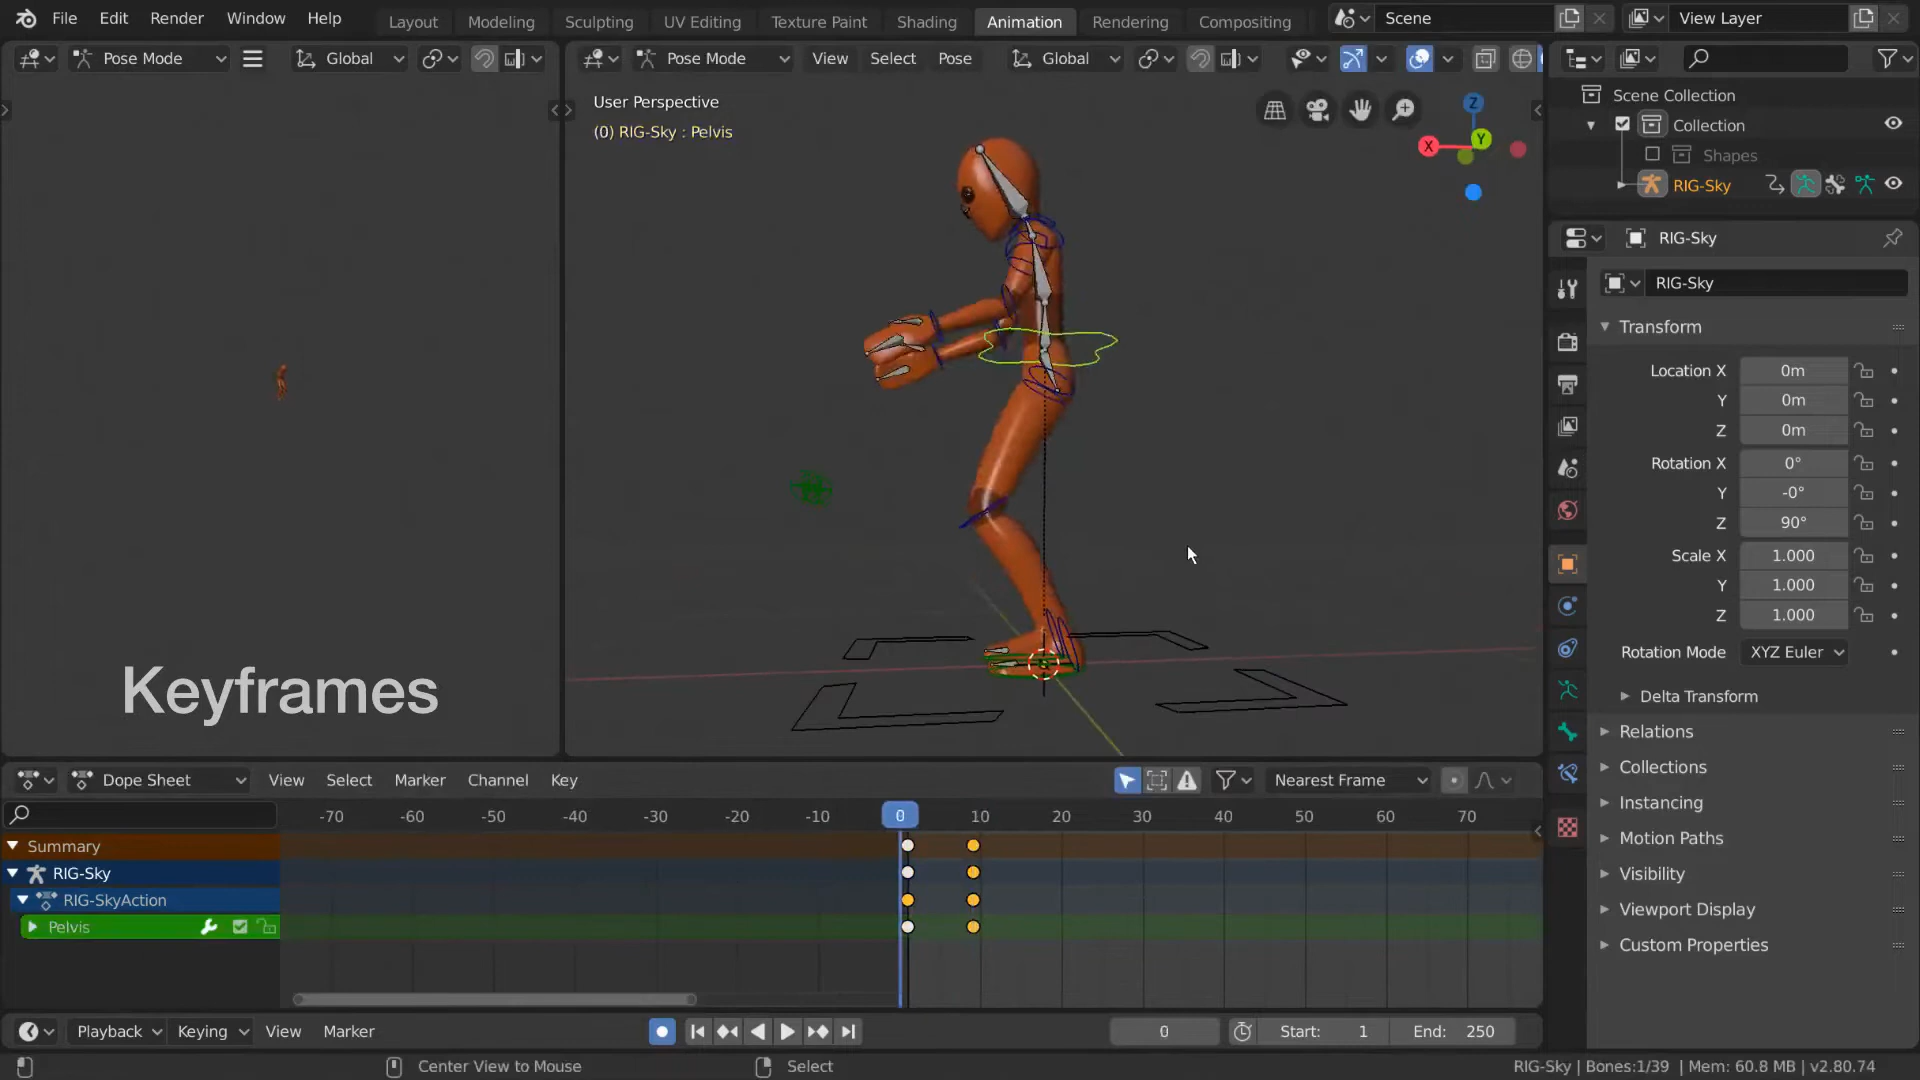 File Edit Render Window Help Layout Modeling Sculpting UV Editing Texture Paint Shading Animation Rendering Compositing Scene View Layer
Pose Mode Global Pose Mode View Select Pose Global
User Perspective
(0) RIG-Sky : Pelvis
Z
Y
X
Scene Collection
Collection
Shapes
RIG-Sky
RIG-Sky
RIG-Sky
Transform
Location X 0m
Y 0m
Z 0m
Rotation X 0°
Y -0°
Z 90°
Scale X 1.000
Y 1.000
Z 1.000
Rotation Mode XYZ Euler
Delta Transform
Relations
Collections
Instancing
Motion Paths
Visibility
Viewport Display
Custom Properties
Keyframes
Dope Sheet View Select Marker Channel Key Nearest Frame
-70 -60 -50 -40 -30 -20 -10 0 10 20 30 40 50 60 70
Summary
RIG-Sky
RIG-SkyAction
Pelvis
Playback Keying View Marker 0 Start: 1 End: 250
Center View to Mouse Select RIG-Sky | Bones:1/39 | Mem: 60.8 MB | v2.80.74